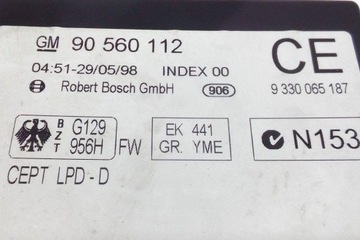 GM 90 560 112 CE
04:51-29/05/98 INDEX 00
Robert Bosch GmbH 906 9 330 065 187
B Z T G129 956H FW EK 441 GR. YME N153
CEPT LPD - D